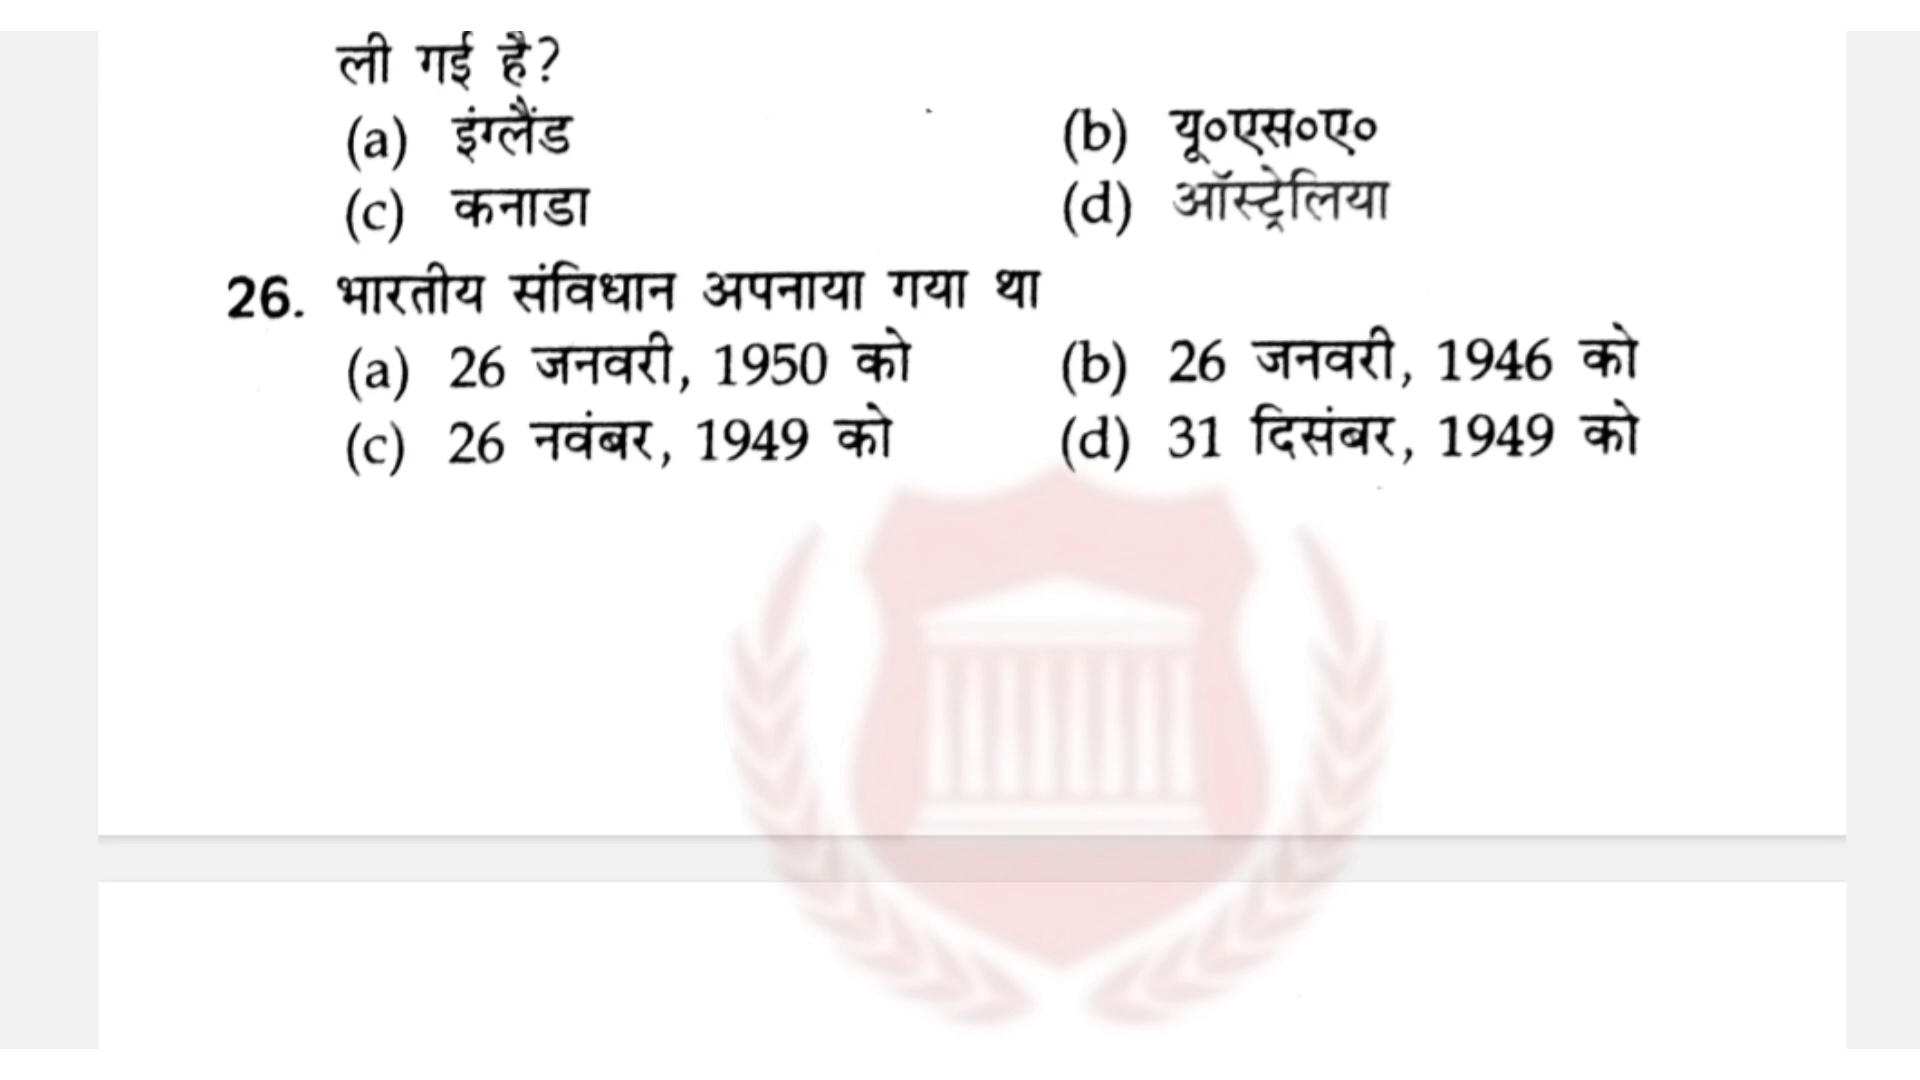 ली गई है?
(a) इंग्लैंड (b) यू०एस०ए०
(c) कनाडा (d) ऑस्ट्रेलिया
26. भारतीय संविधान अपनाया गया था
(a) 26 जनवरी, 1950 को (b) 26 जनवरी, 1946 को
(c) 26 नवंबर, 1949 को (d) 31 दिसंबर, 1949 को